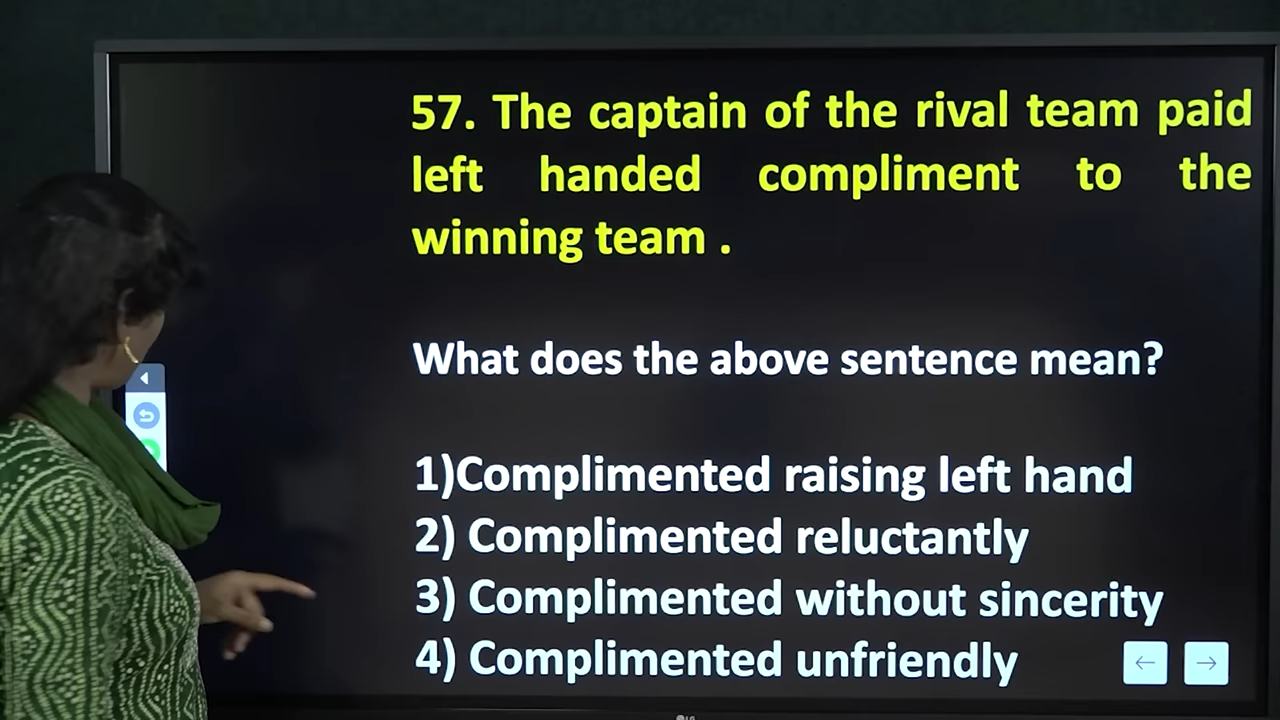 57. The captain of the rival team paid
left handed compliment to the
winning team .
What does the above sentence mean?
1)Complimented raising left hand
2) Complimented reluctantly
3) Complimented without sincerity
4) Complimented unfriendly
LG